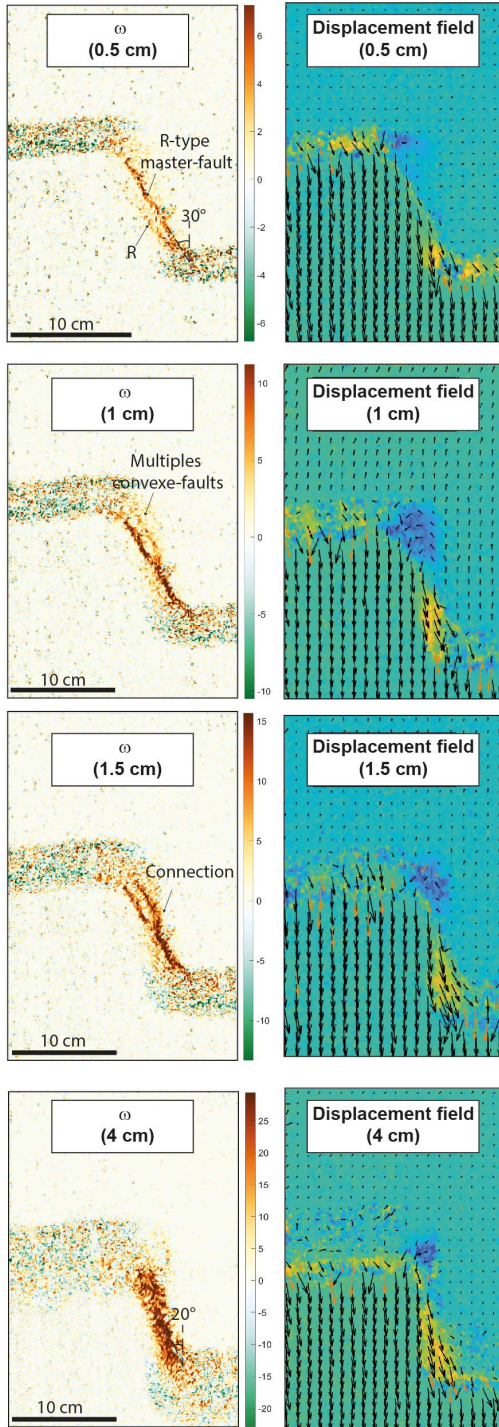 ω
(0.5 cm)
R-type
master-fault
R
30°
10 cm
6
4
2
0
-2
-4
-6
Displacement field
(0.5 cm)
ω
(1 cm)
Multiples
convexe-faults
10 cm
10
5
0
-5
-10
Displacement field
(1 cm)
ω
(1.5 cm)
Connection
10 cm
15
10
5
0
-5
-10
Displacement field
(1.5 cm)
ω
(4 cm)
20°
10 cm
25
20
15
10
5
0
-5
-10
-15
-20
Displacement field
(4 cm)